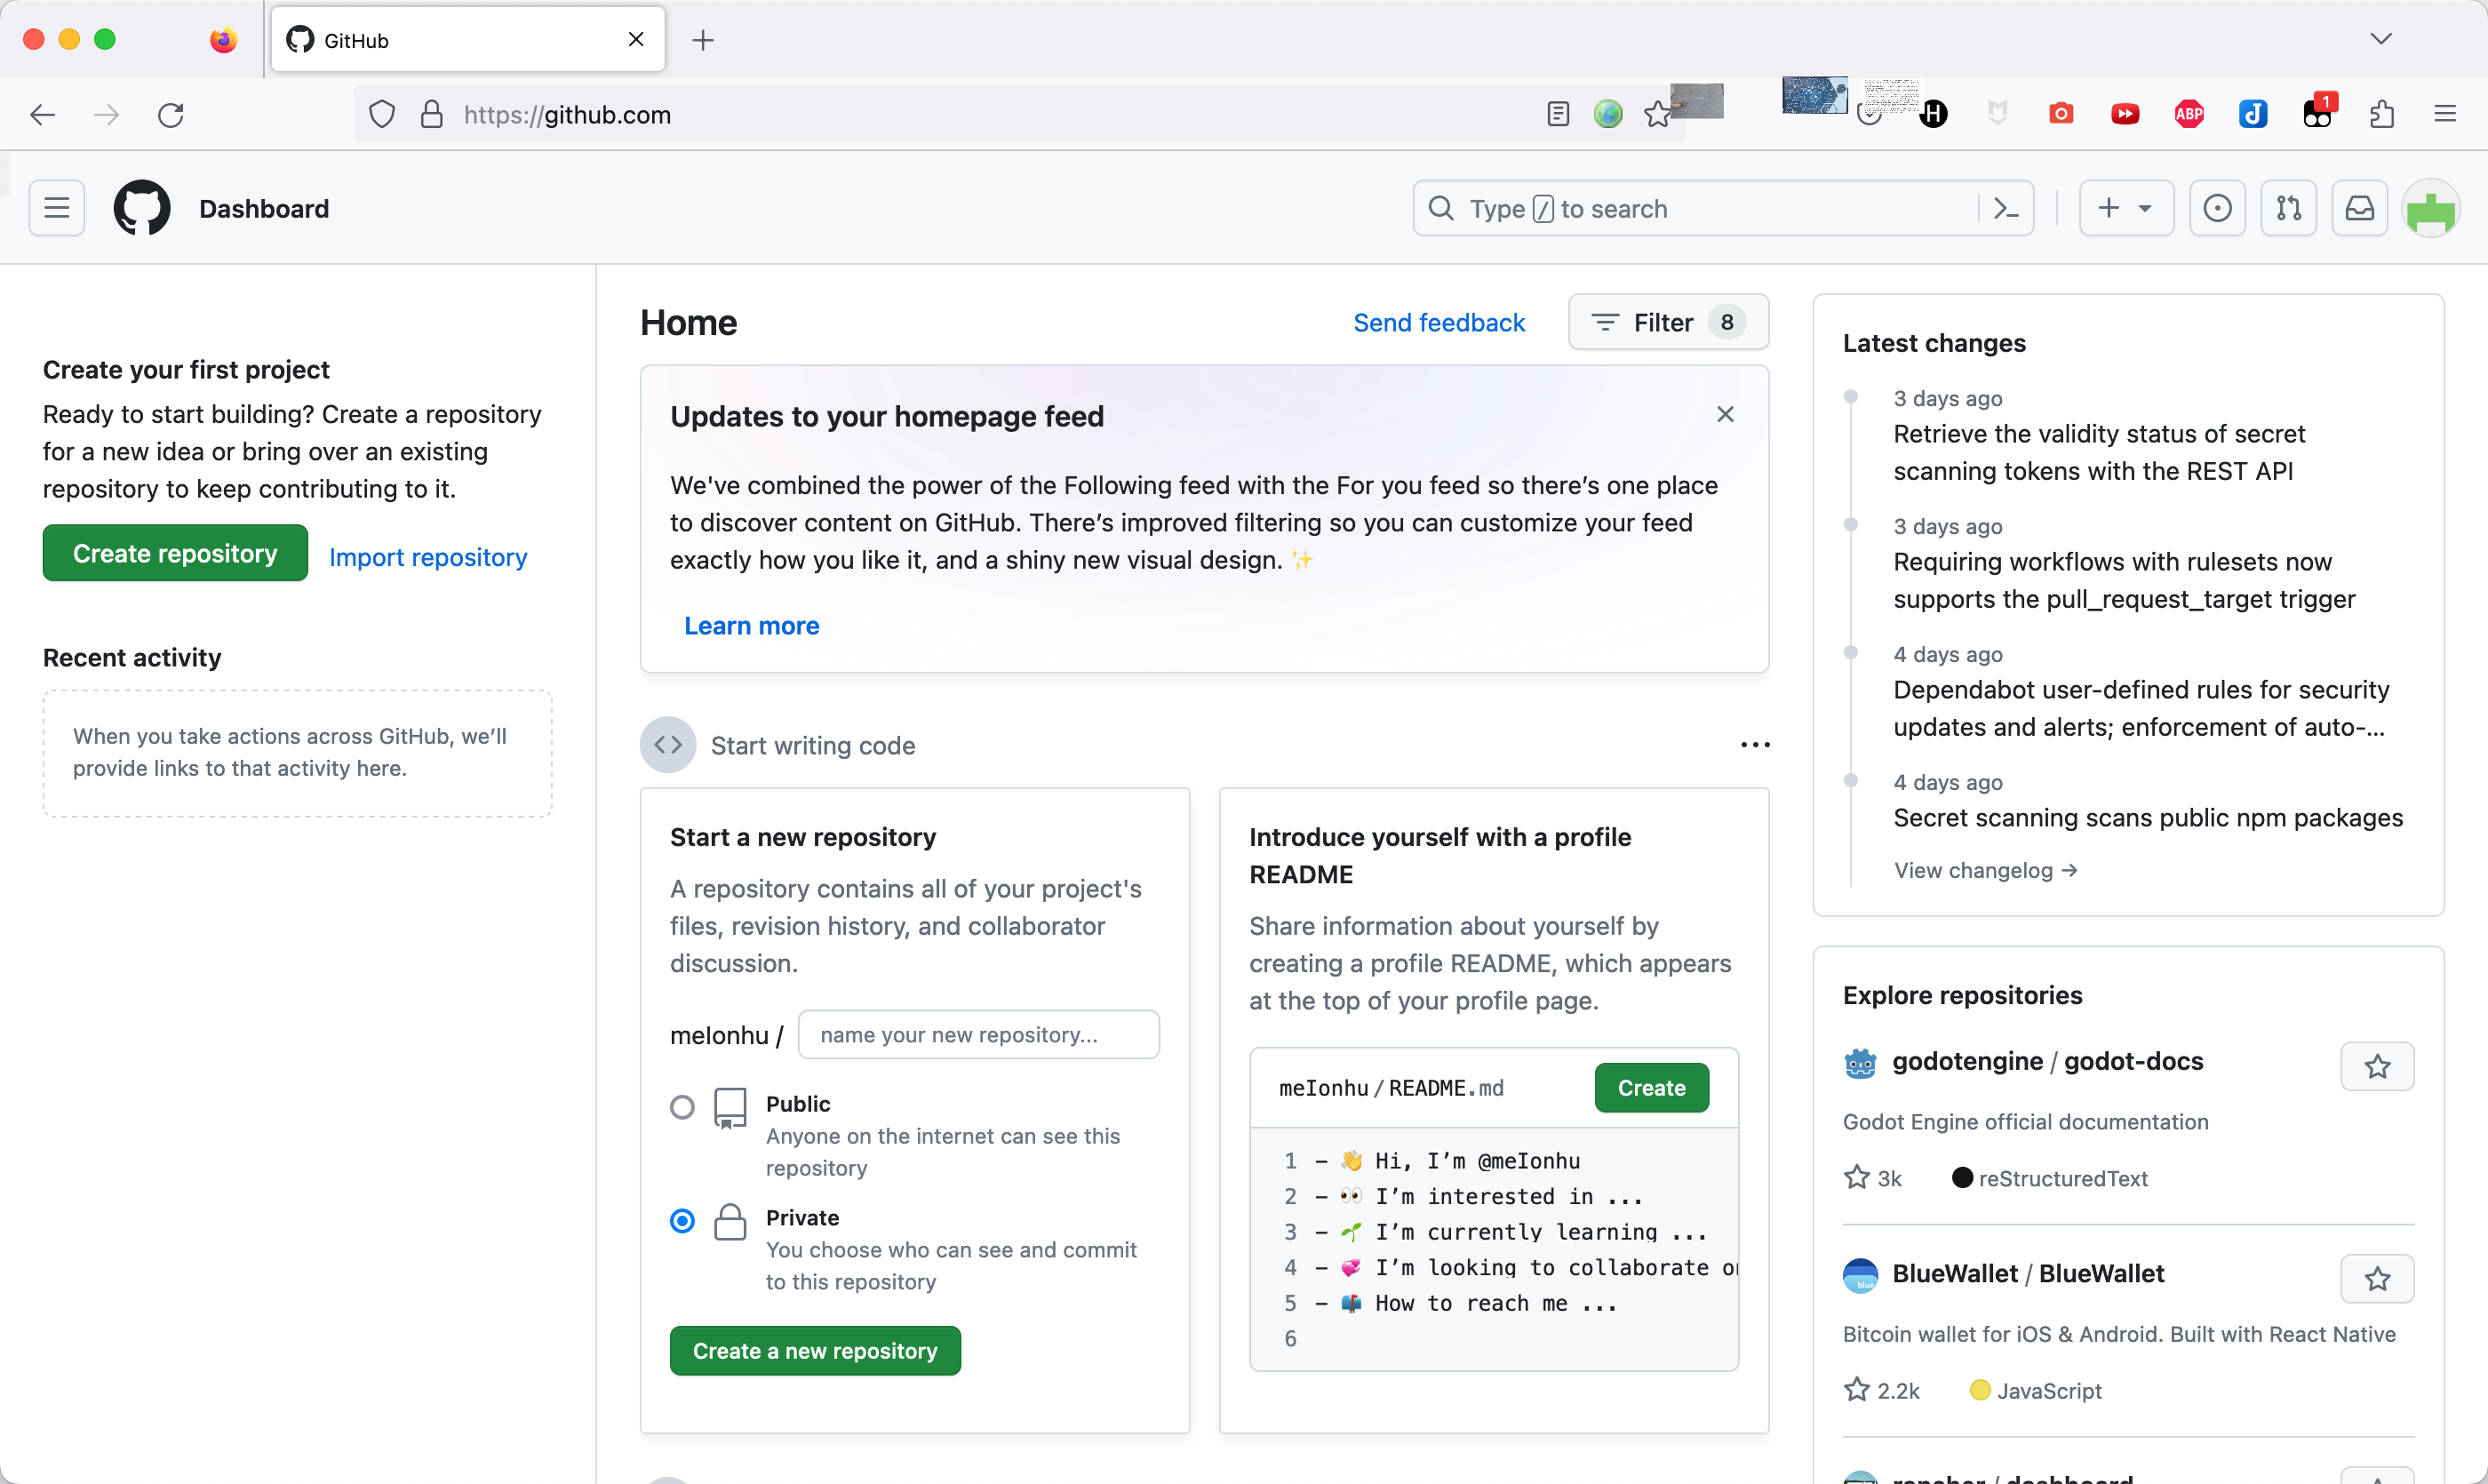 GitHub
https://github.com
H
ABP
J
1
Dashboard
Type / to search
Create your first project
Ready to start building? Create a repository
for a new idea or bring over an existing
repository to keep contributing to it.
Create repository
Import repository
Recent activity
When you take actions across GitHub, we’ll
provide links to that activity here.
Home
Send feedback
Filter 8
Updates to your homepage feed
We've combined the power of the Following feed with the For you feed so there’s one place
to discover content on GitHub. There’s improved filtering so you can customize your feed
exactly how you like it, and a shiny new visual design. ✨
Learn more
Start writing code
Start a new repository
A repository contains all of your project's
files, revision history, and collaborator
discussion.
meIonhu / name your new repository...
Public
Anyone on the internet can see this
repository
Private
You choose who can see and commit
to this repository
Create a new repository
Introduce yourself with a profile
README
Share information about yourself by
creating a profile README, which appears
at the top of your profile page.
meIonhu / README.md
Create
1 – 👋 Hi, I’m @meIonhu
2 – 👀 I’m interested in ...
3 – 🌱 I’m currently learning ...
4 – 💞️ I’m looking to collaborate
5 – 📫 How to reach me ...
6
Latest changes
3 days ago
Retrieve the validity status of secret
scanning tokens with the REST API
3 days ago
Requiring workflows with rulesets now
supports the pull_request_target trigger
4 days ago
Dependabot user-defined rules for security
updates and alerts; enforcement of auto-...
4 days ago
Secret scanning scans public npm packages
View changelog →
Explore repositories
godotengine / godot-docs
Godot Engine official documentation
3k
reStructuredText
blue
BlueWallet / BlueWallet
Bitcoin wallet for iOS & Android. Built with React Native
2.2k
JavaScript